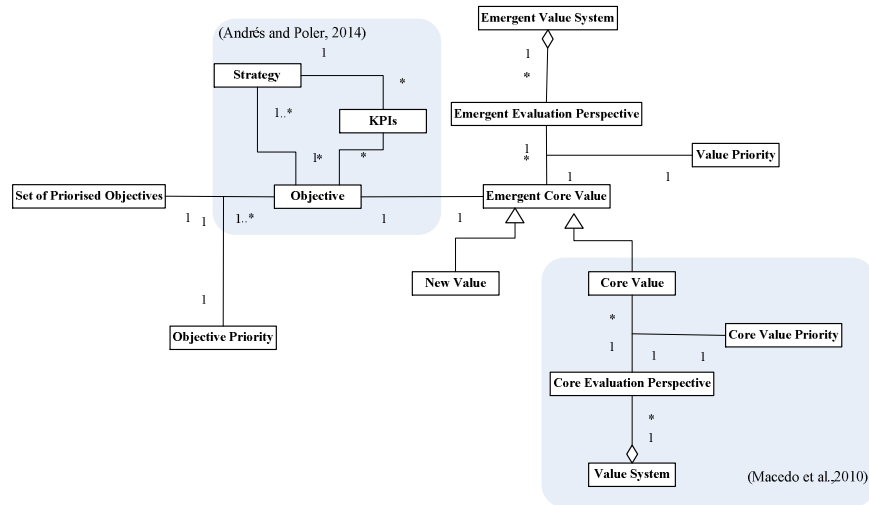 Emergent Value System
(Andrés and Poler, 2014)
1
1
Strategy
*
*
1..*
KPIs
Emergent Evaluation Perspective
1*
*
1
*
Value Priority
1
1
Set of Priorised Objectives
Objective
Emergent Core Value
1
1
1..*
1
1
New Value
Core Value
1
*
Objective Priority
Core Value Priority
1
1
1
Core Evaluation Perspective
*
1
Value System
(Macedo et al.,2010)